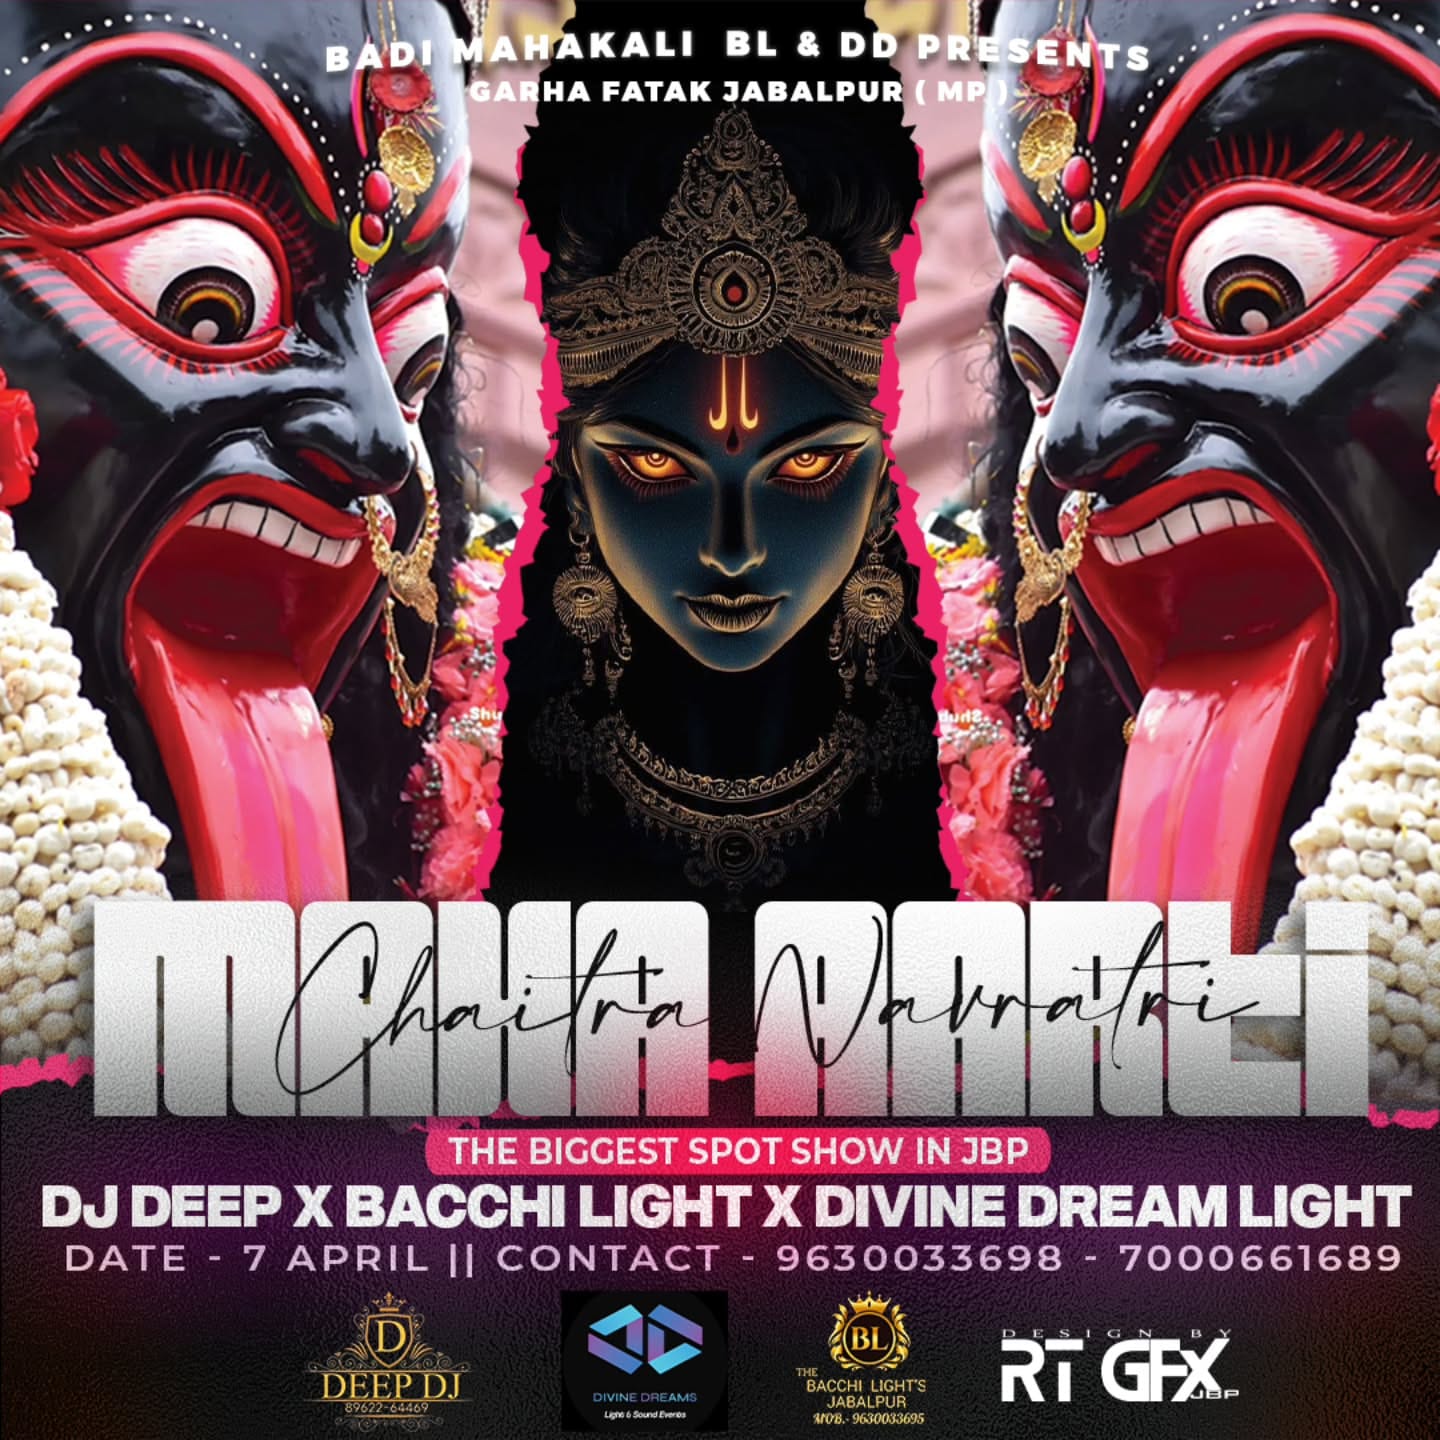 BADI MAHAKALI BL & DD PRESENTS
GARHA FATAK JABALPUR ( MP )
Shu
MAHA AARTI
Chaitra Navratri
THE BIGGEST SPOT SHOW IN JBP
DJ DEEP X BACCHI LIGHT X DIVINE DREAM LIGHT
DATE - 7 APRIL || CONTACT - 9630033698 - 7000661689
D
DEEP DJ
89622-64469
DIVINE DREAMS
Light & Sound Events
BL
THE
BACCHI LIGHT'S
JABALPUR
MOB.- 9630033695
DESIGN BY
RT GFX
JBP